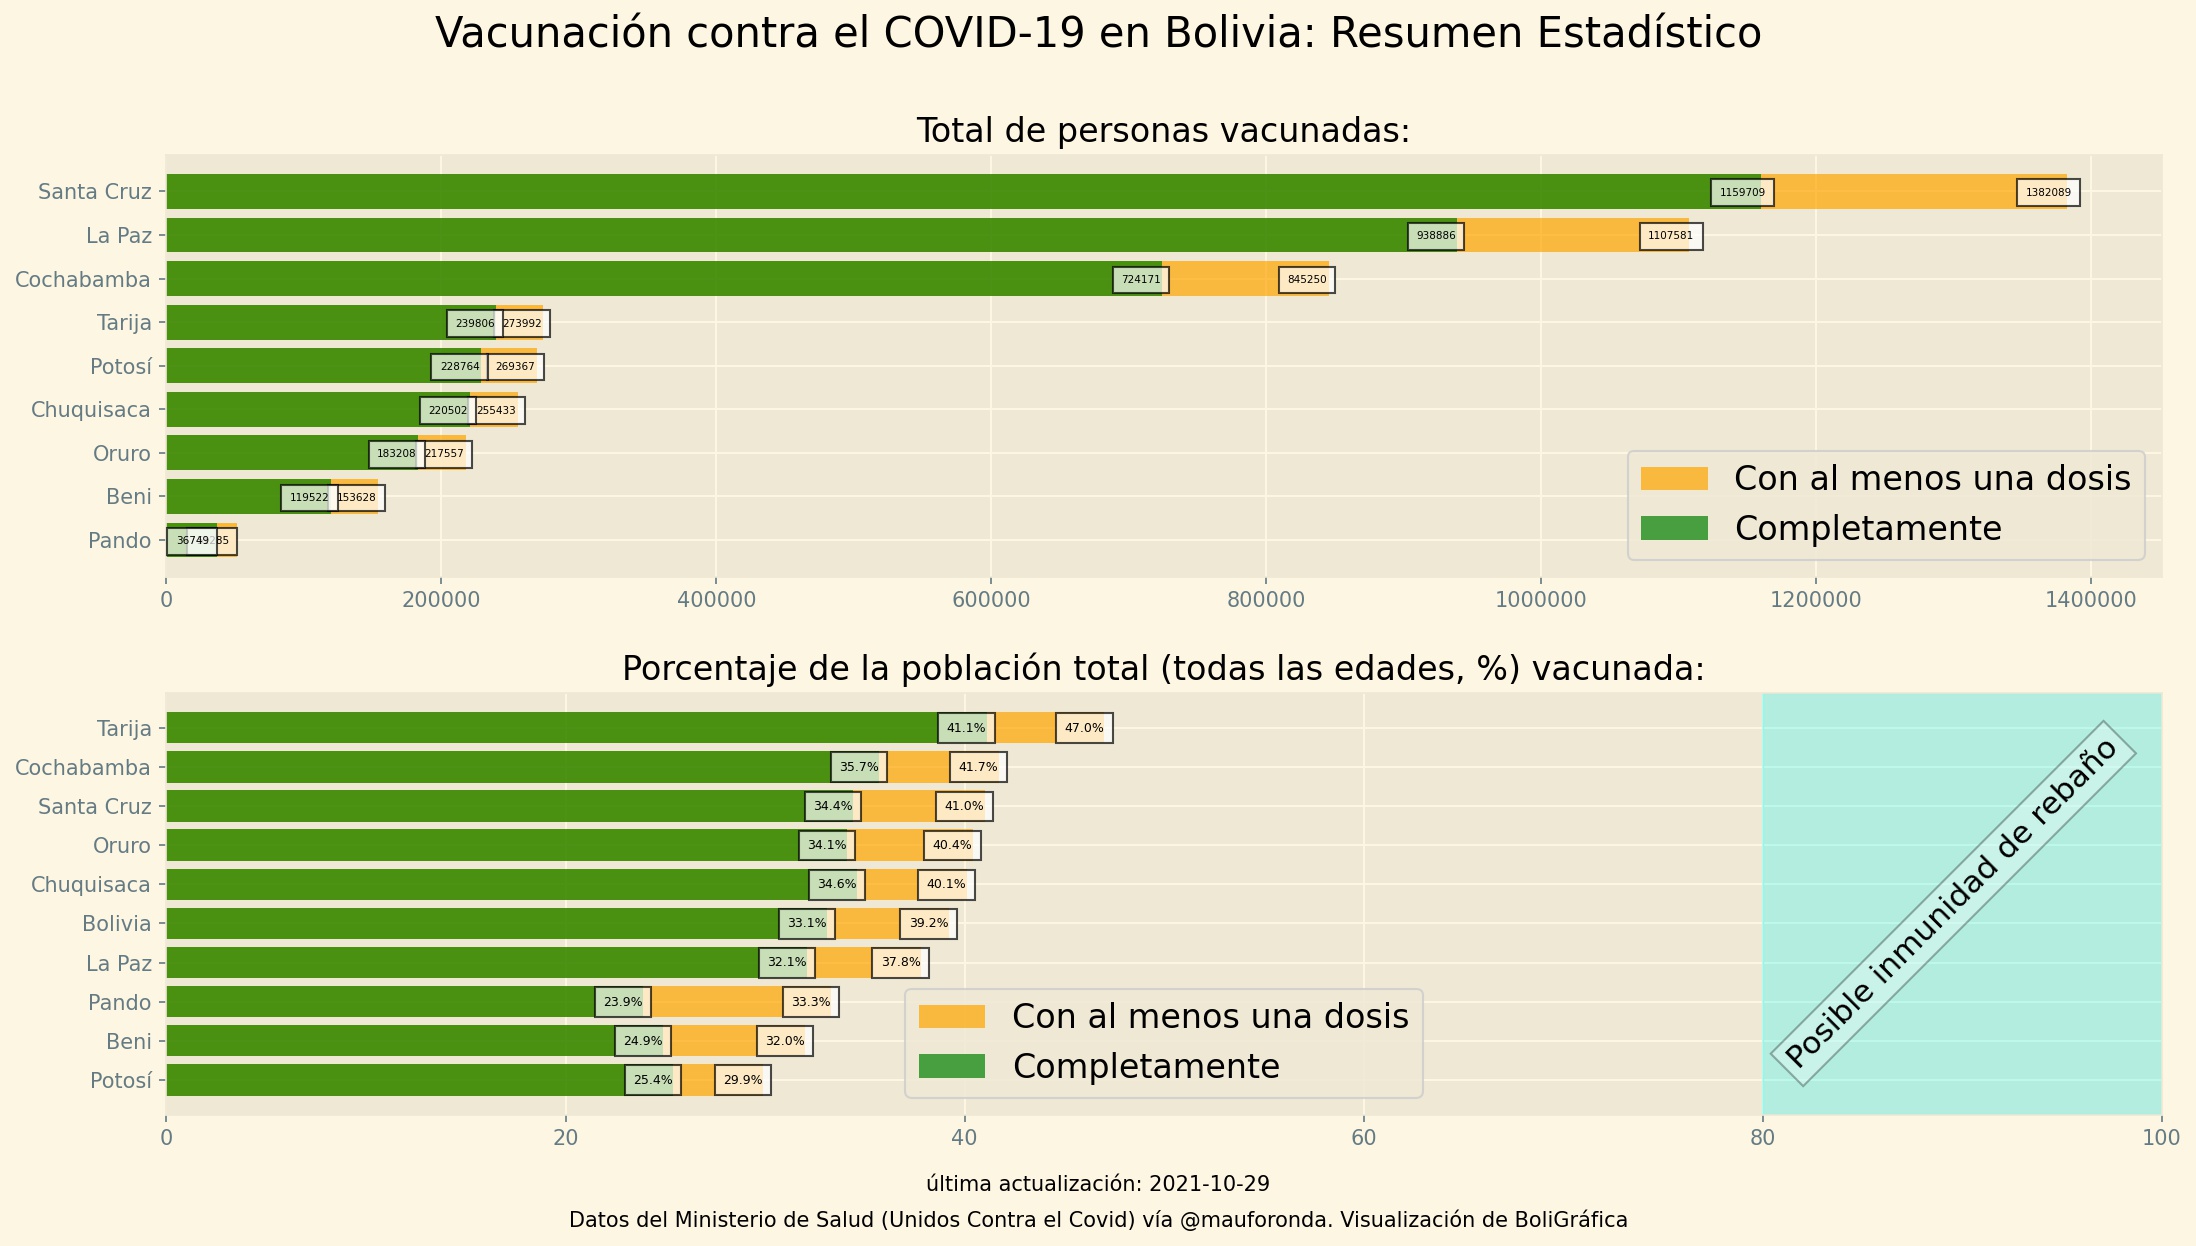 Vacunación contra el COVID-19 en Bolivia: Resumen Estadístico
Total de personas vacunadas:
Santa Cruz 1159709 1382089
La Paz 938886 1107581
Cochabamba 724171 845250
Tarija 239806 273992
Potosí 228764 269367
Chuquisaca 220502 255433
Oruro 183208 217557
Beni 119522 153628
Pando 36749
Con al menos una dosis
Completamente
0 200000 400000 600000 800000 1000000 1200000 1400000
Porcentaje de la población total (todas las edades, %) vacunada:
Tarija 41.1% 47.0%
Cochabamba 35.7% 41.7%
Santa Cruz 34.4% 41.0%
Oruro 34.1% 40.4%
Chuquisaca 34.6% 40.1%
Bolivia 33.1% 39.2%
La Paz 32.1% 37.8%
Pando 23.9% 33.3%
Beni 24.9% 32.0%
Potosí 25.4% 29.9%
Con al menos una dosis
Completamente
Posible inmunidad de rebaño
0 20 40 60 80 100
última actualización: 2021-10-29
Datos del Ministerio de Salud (Unidos Contra el Covid) vía @mauforonda. Visualización de BoliGráfica